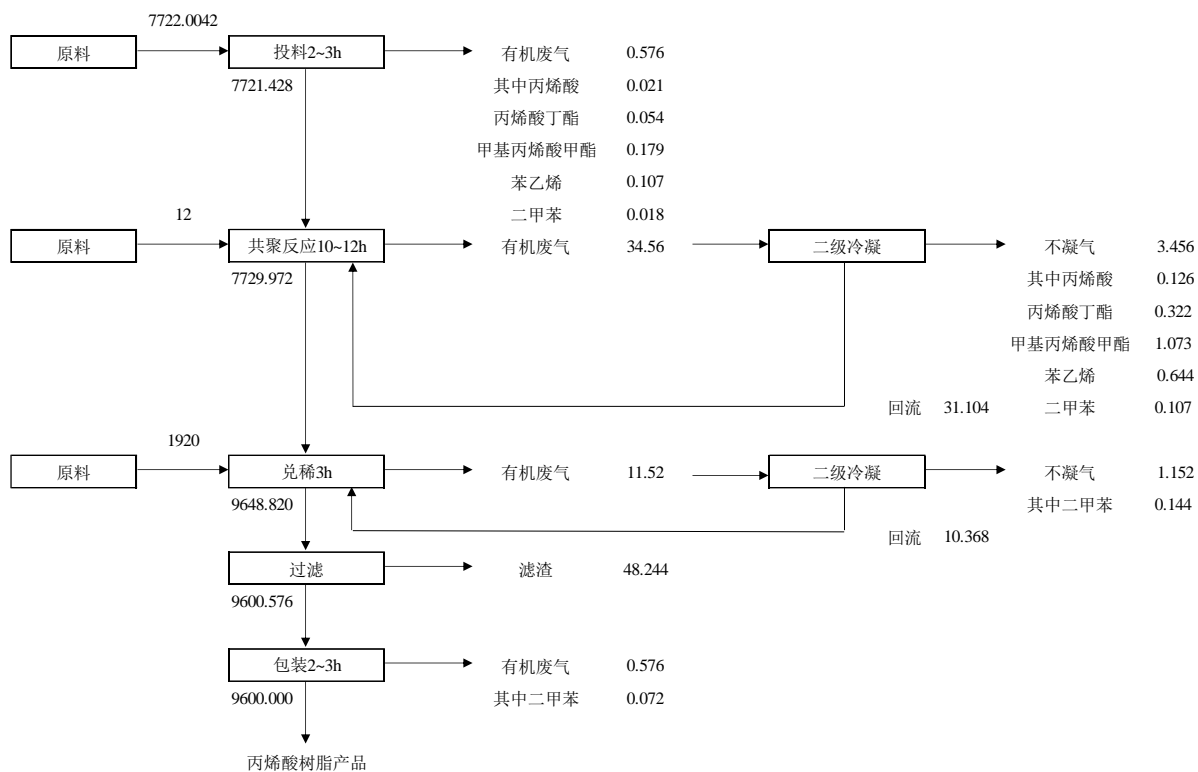 7722.0042
原料
投料2~3h
有机废气 0.576
7721.428
其中丙烯酸 0.021
丙烯酸丁酯 0.054
甲基丙烯酸甲酯 0.179
苯乙烯 0.107
二甲苯 0.018
12
原料
共聚反应10~12h
有机废气 34.56
二级冷凝
不凝气 3.456
7729.972
其中丙烯酸 0.126
丙烯酸丁酯 0.322
甲基丙烯酸甲酯 1.073
苯乙烯 0.644
回流 31.104
二甲苯 0.107
1920
原料
兑稀3h
有机废气 11.52
二级冷凝
不凝气 1.152
9648.820
其中二甲苯 0.144
回流 10.368
过滤
滤渣 48.244
9600.576
包装2~3h
有机废气 0.576
9600.000
其中二甲苯 0.072
丙烯酸树脂产品